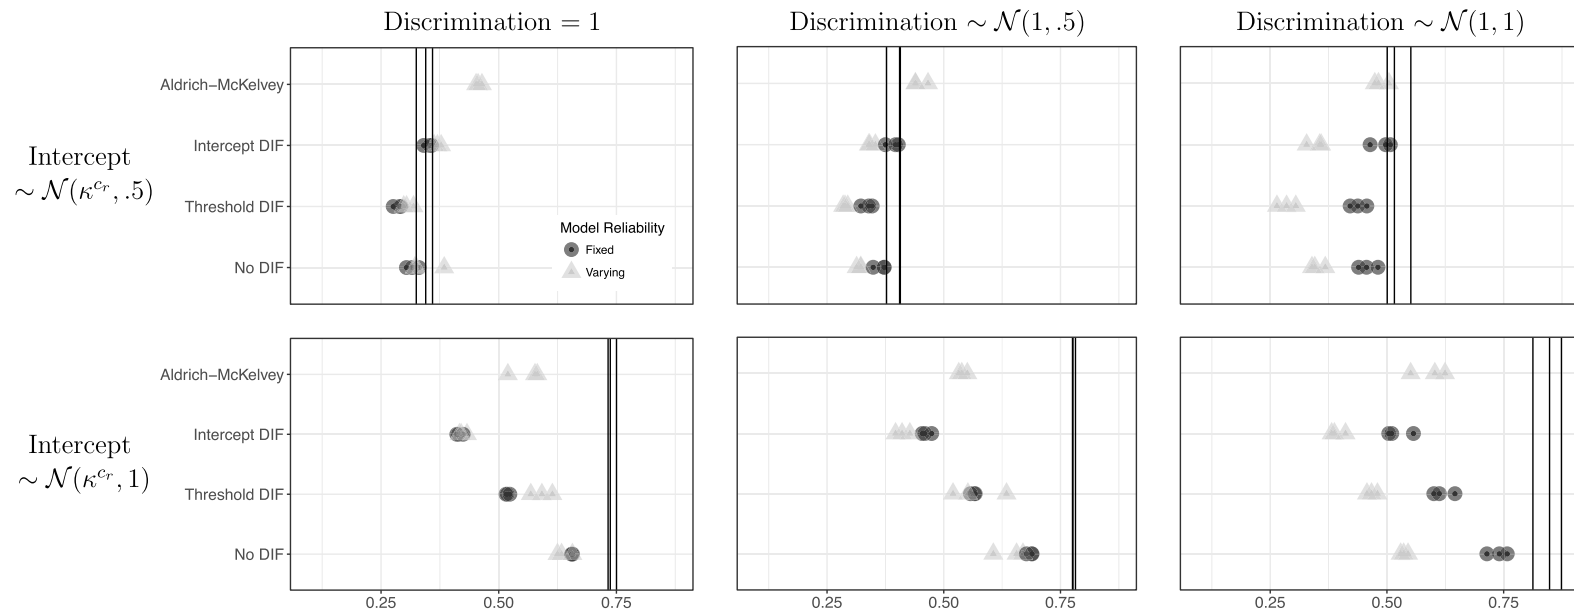 Discrimination = 1
Discrimination ∼ 𝒩(1, .5)
Discrimination ∼ 𝒩(1, 1)
Intercept
∼ 𝒩(κ^{c_r}, .5)
Aldrich−McKelvey
Intercept DIF
Threshold DIF
No DIF
Model Reliability
Fixed
Varying
Intercept
∼ 𝒩(κ^{c_r}, 1)
Aldrich−McKelvey
Intercept DIF
Threshold DIF
No DIF
0.25 0.50 0.75
0.25 0.50 0.75
0.25 0.50 0.75